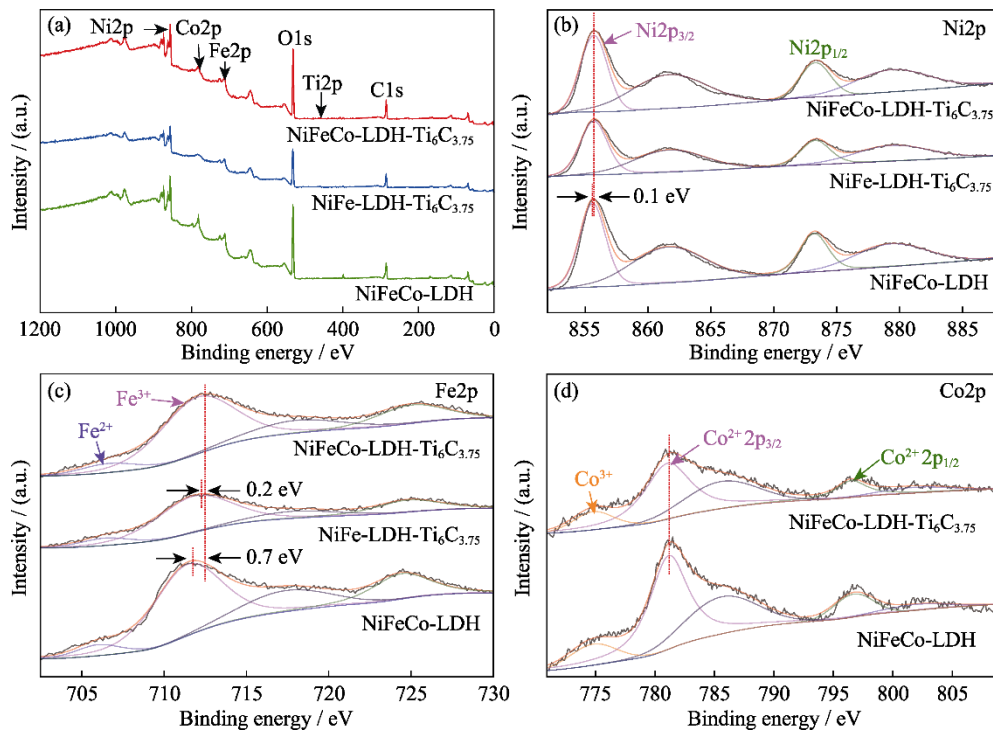 (a)
Ni2p
Co2p
Fe2p
O1s
Ti2p
C1s
NiFeCo-LDH-Ti₆C₃.₇₅
NiFe-LDH-Ti₆C₃.₇₅
NiFeCo-LDH
Intensity / (a.u.)
1200 1000 800 600 400 200 0
Binding energy / eV
(b)
Ni2p
Ni2p₃/₂
Ni2p₁/₂
NiFeCo-LDH-Ti₆C₃.₇₅
NiFe-LDH-Ti₆C₃.₇₅
0.1 eV
NiFeCo-LDH
Intensity / (a.u.)
855 860 865 870 875 880 885
Binding energy / eV
(c)
Fe2p
Fe³⁺
Fe²⁺
NiFeCo-LDH-Ti₆C₃.₇₅
0.2 eV
NiFe-LDH-Ti₆C₃.₇₅
0.7 eV
NiFeCo-LDH
Intensity / (a.u.)
705 710 715 720 725 730
Binding energy / eV
(d)
Co2p
Co²⁺ 2p₃/₂
Co²⁺ 2p₁/₂
Co³⁺
NiFeCo-LDH-Ti₆C₃.₇₅
NiFeCo-LDH
Intensity / (a.u.)
775 781 785 790 795 800 805
Binding energy / eV